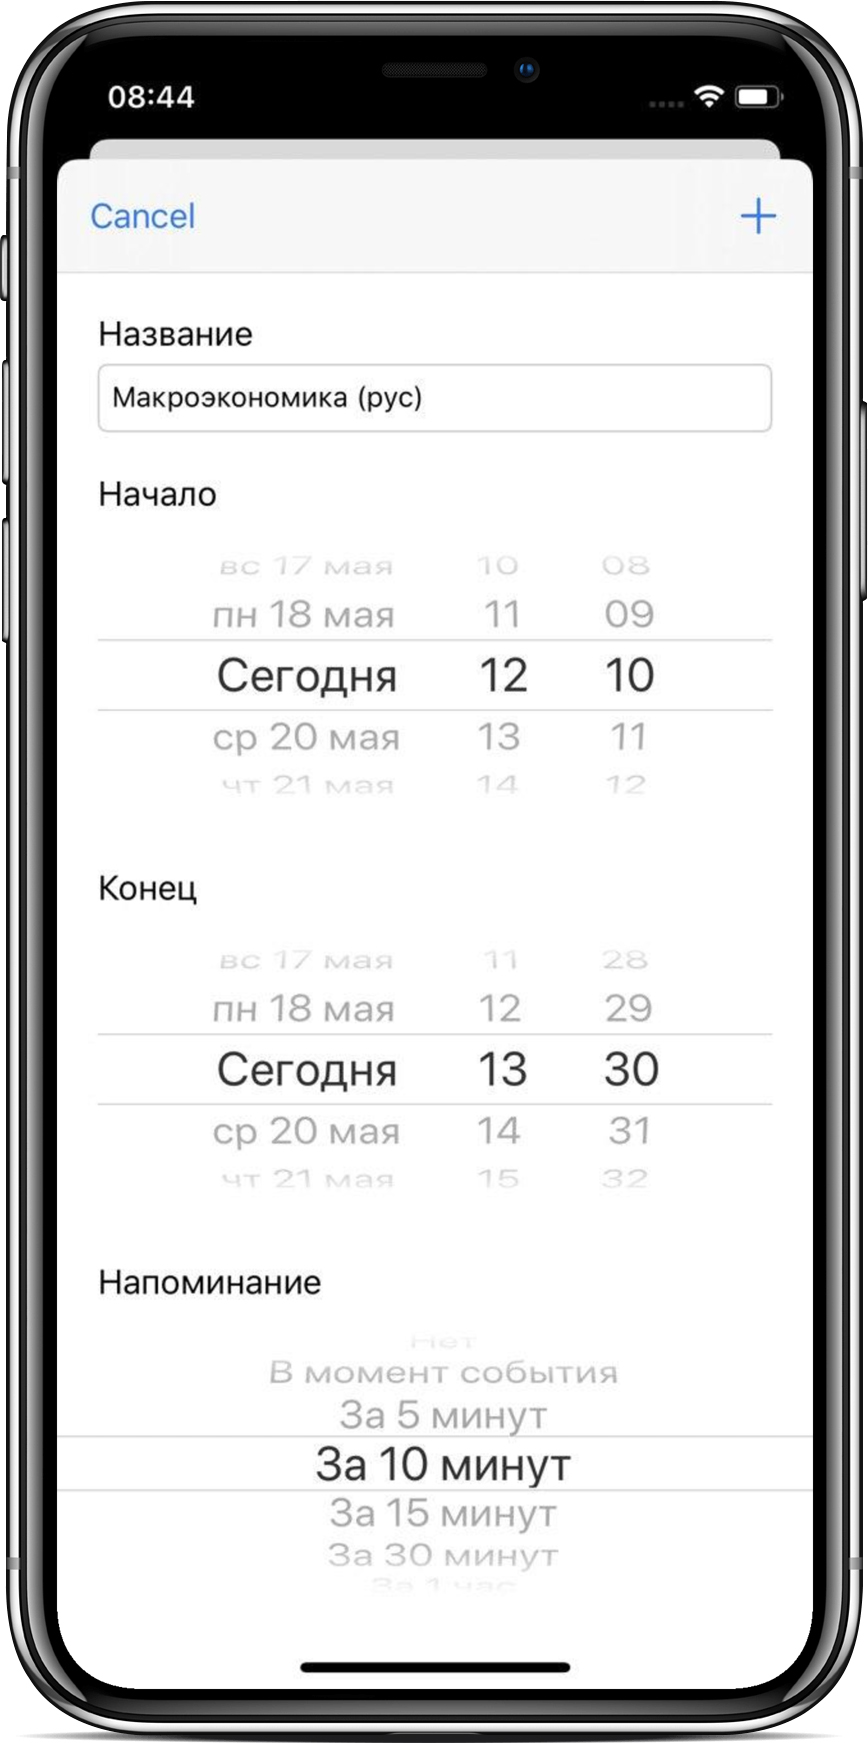 08:44
Cancel +
Название
Макроэкономика (рус)
Начало
вс 17 мая 10 08
пн 18 мая 11 09
Сегодня 12 10
ср 20 мая 13 11
чт 21 мая 14 12
Конец
вс 17 мая 11 28
пн 18 мая 12 29
Сегодня 13 30
ср 20 мая 14 31
чт 21 мая 15 32
Напоминание
Нет
В момент события
За 5 минут
За 10 минут
За 15 минут
За 30 минут
За 1 час